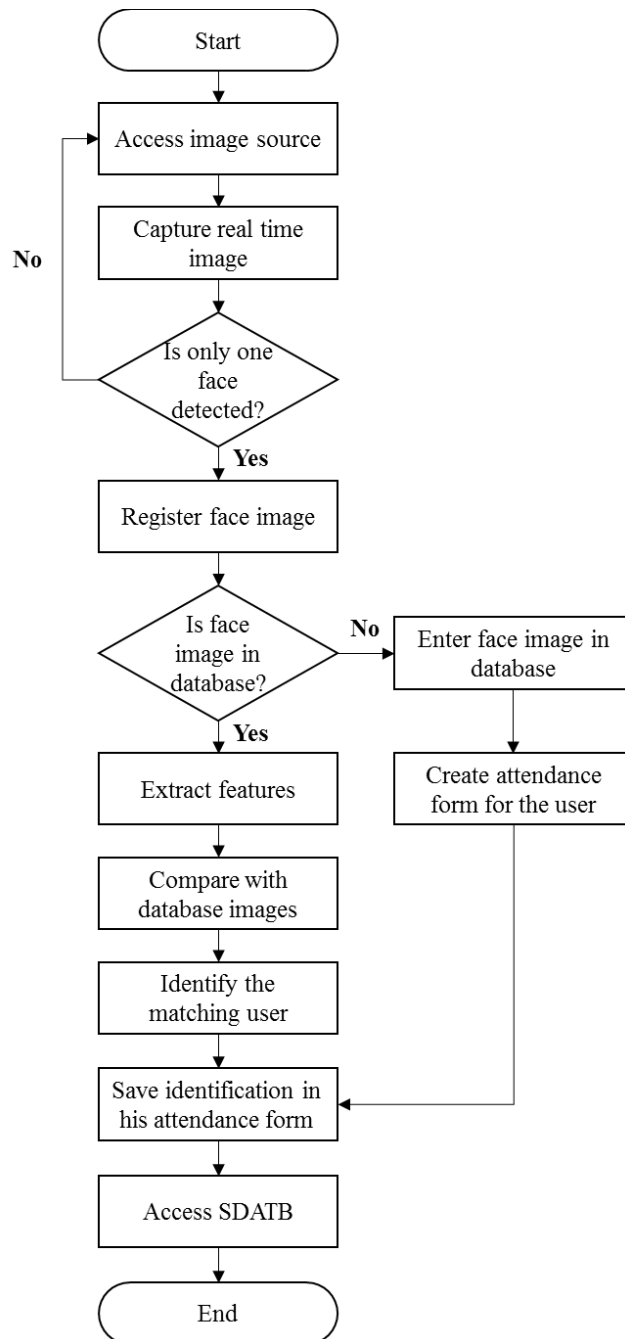 Start
Access image source
Capture real time
image
No
Is only one
face
detected?
Yes
Register face image
Is face
image in
database?
No
Enter face image in
database
Yes
Extract features
Create attendance
form for the user
Compare with
database images
Identify the
matching user
Save identification in
his attendance form
Access SDATB
End